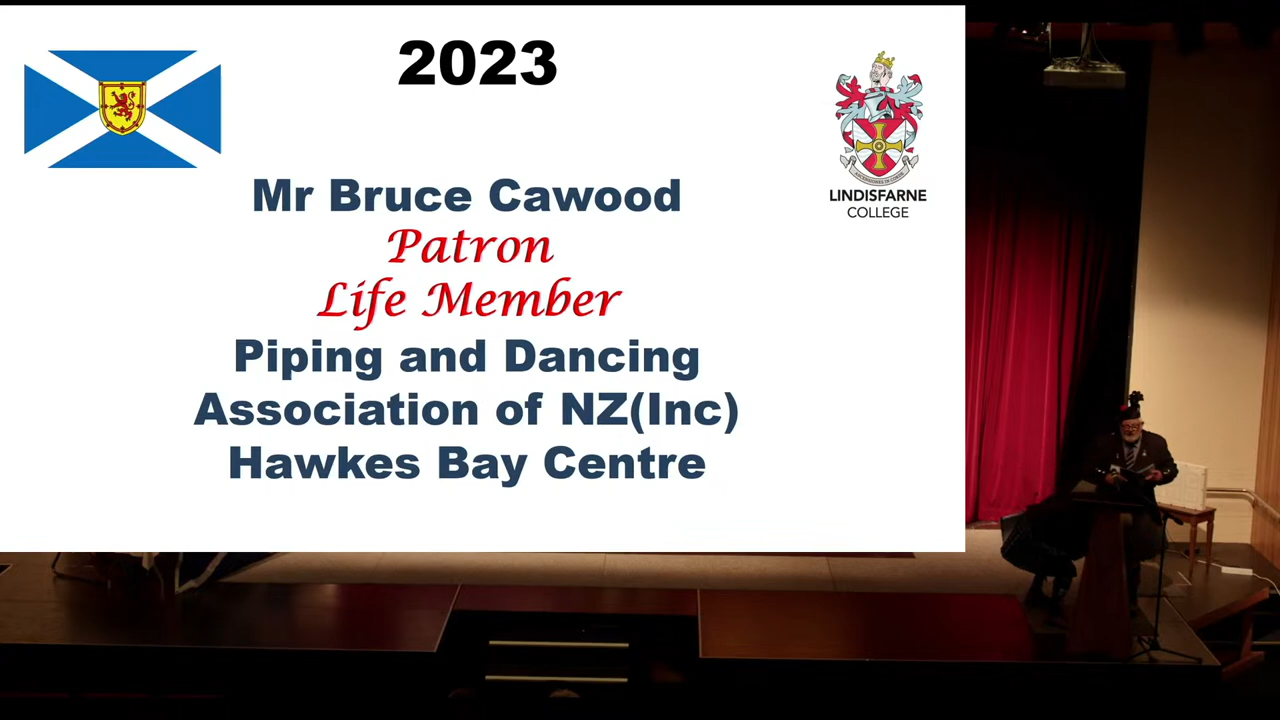 2023
LINDISFARNE
COLLEGE
Mr Bruce Cawood
Patron
Life Member
Piping and Dancing
Association of NZ(Inc)
Hawkes Bay Centre